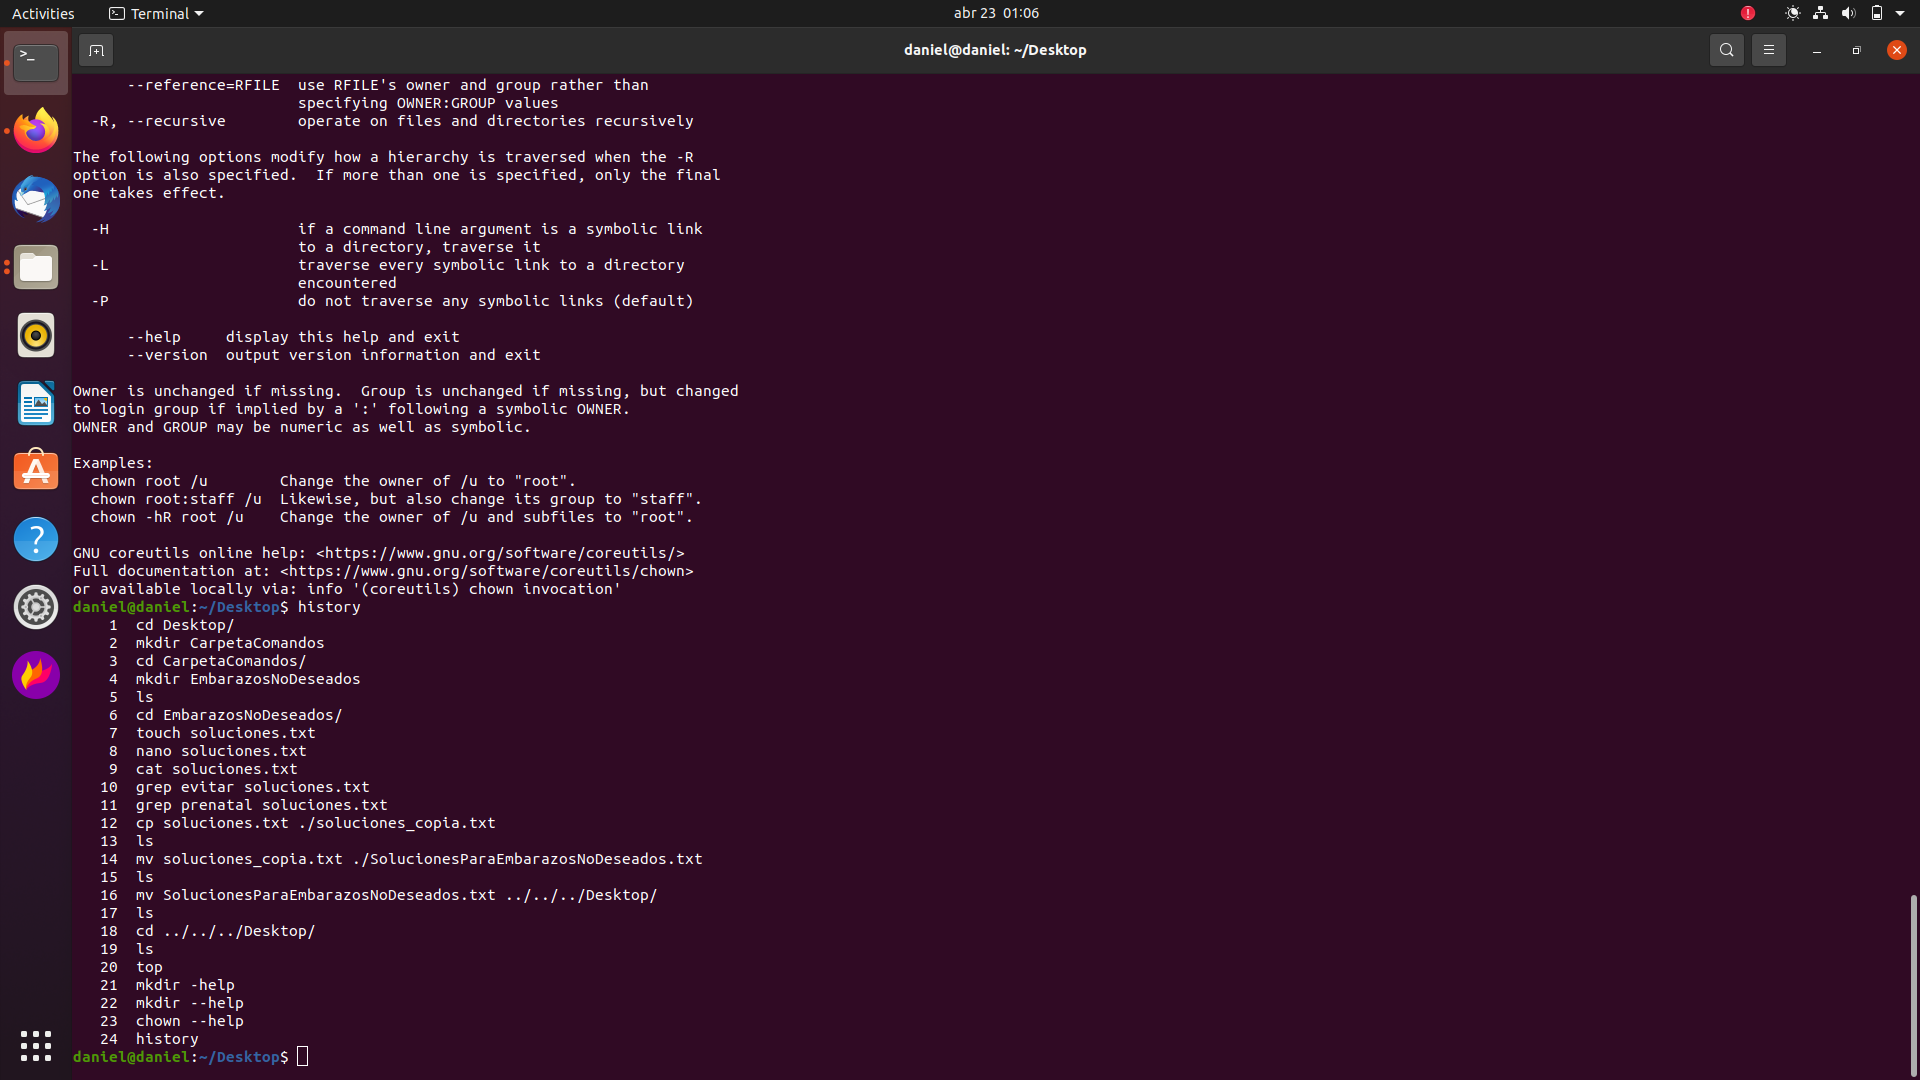 Activities Terminal abr 23 01:06
daniel@daniel: ~/Desktop
      --reference=RFILE  use RFILE's owner and group rather than
                         specifying OWNER:GROUP values
  -R, --recursive        operate on files and directories recursively

The following options modify how a hierarchy is traversed when the -R
option is also specified.  If more than one is specified, only the final
one takes effect.

  -H                     if a command line argument is a symbolic link
                         to a directory, traverse it
  -L                     traverse every symbolic link to a directory
                         encountered
  -P                     do not traverse any symbolic links (default)

      --help     display this help and exit
      --version  output version information and exit

Owner is unchanged if missing.  Group is unchanged if missing, but changed
to login group if implied by a ':' following a symbolic OWNER.
OWNER and GROUP may be numeric as well as symbolic.

Examples:
  chown root /u        Change the owner of /u to "root".
  chown root:staff /u  Likewise, but also change its group to "staff".
  chown -hR root /u    Change the owner of /u and subfiles to "root".

GNU coreutils online help: <https://www.gnu.org/software/coreutils/>
Full documentation at: <https://www.gnu.org/software/coreutils/chown>
or available locally via: info '(coreutils) chown invocation'
daniel@daniel:~/Desktop$ history
    1  cd Desktop/
    2  mkdir CarpetaComandos
    3  cd CarpetaComandos/
    4  mkdir EmbarazosNoDeseados
    5  ls
    6  cd EmbarazosNoDeseados/
    7  touch soluciones.txt
    8  nano soluciones.txt
    9  cat soluciones.txt
   10  grep evitar soluciones.txt
   11  grep prenatal soluciones.txt
   12  cp soluciones.txt ./soluciones_copia.txt
   13  ls
   14  mv soluciones_copia.txt ./SolucionesParaEmbarazosNoDeseados.txt
   15  ls
   16  mv SolucionesParaEmbarazosNoDeseados.txt ../../../Desktop/
   17  ls
   18  cd ../../../Desktop/
   19  ls
   20  top
   21  mkdir -help
   22  mkdir --help
   23  chown --help
   24  history
daniel@daniel:~/Desktop$